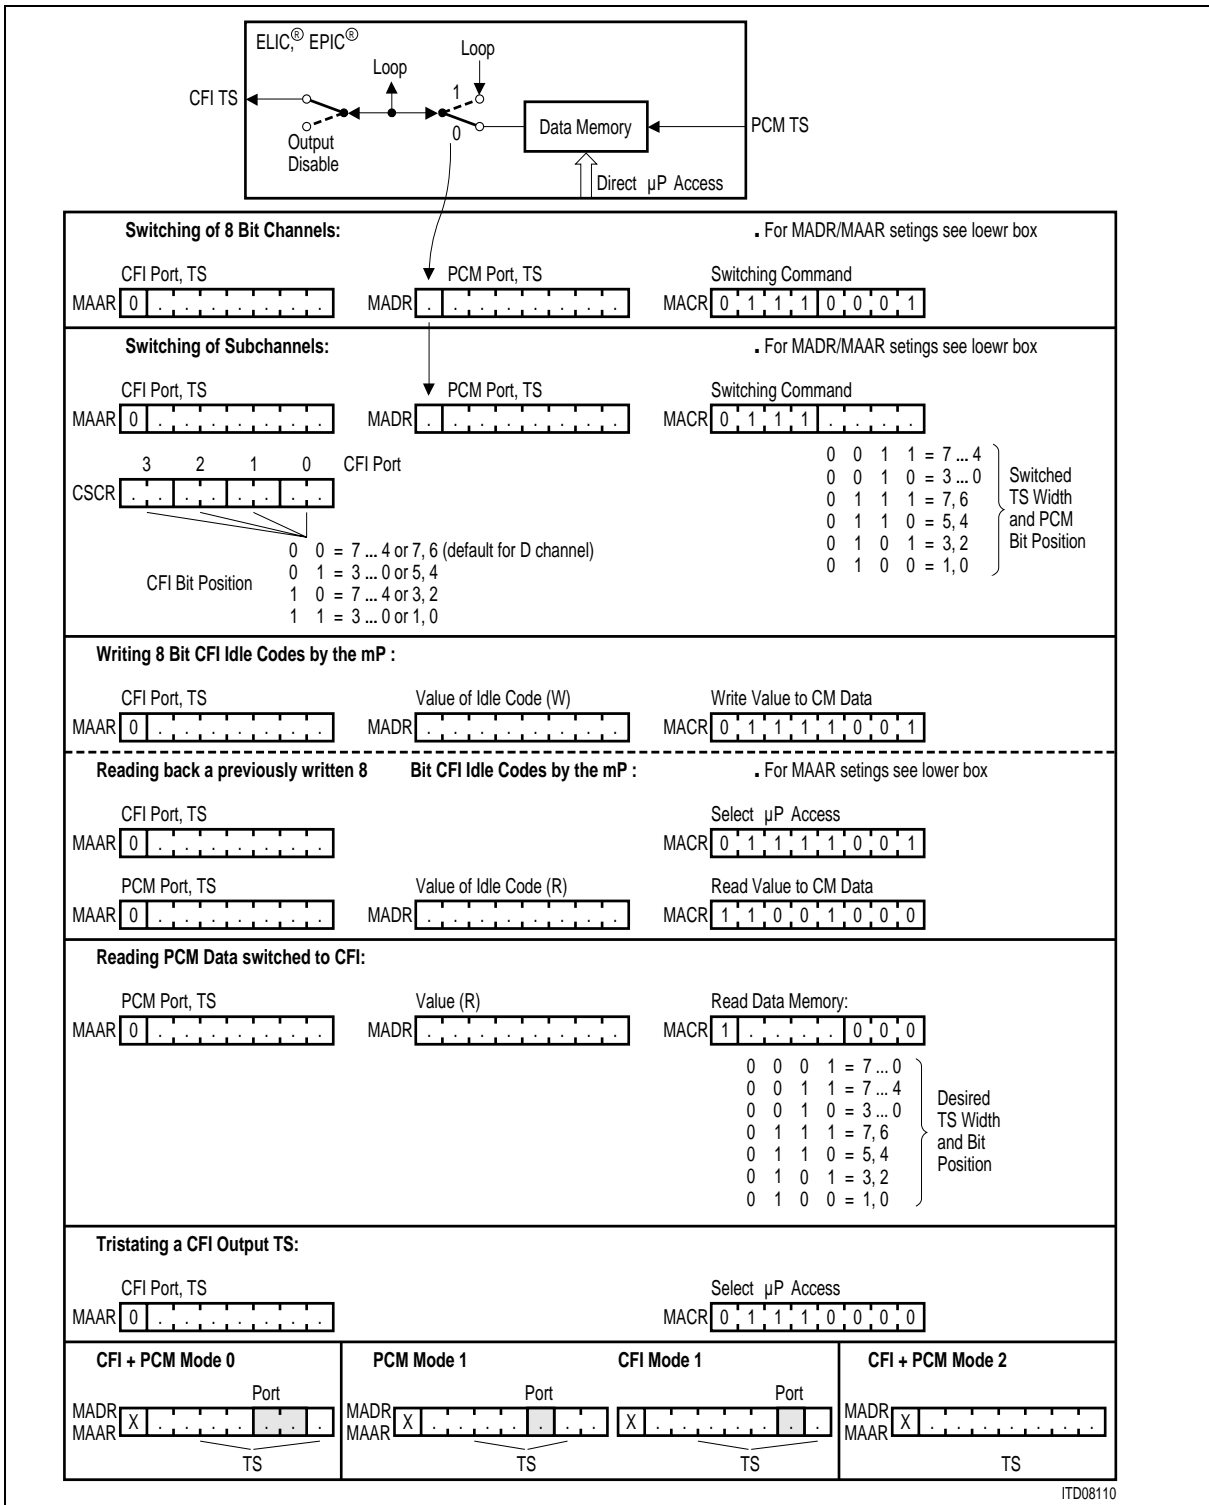 ELIC,® EPIC®
Loop
Loop
CFI TS
1
0
Output
Disable
Data Memory
PCM TS
Direct µP Access
Switching of 8 Bit Channels:
. For MADR/MAAR setings see loewr box
CFI Port, TS
PCM Port, TS
Switching Command
MAAR 0 . . . . . . .
MADR . . . . . . . .
MACR 0 1 1 1 0 0 0 1
Switching of Subchannels:
. For MADR/MAAR setings see loewr box
CFI Port, TS
PCM Port, TS
Switching Command
MAAR 0 . . . . . . .
MADR . . . . . . . .
MACR 0 1 1 1 . . . .
3 2 1 0 CFI Port
CSCR . . . . . . . .
0 0 = 7 ... 4 or 7, 6 (default for D channel)
0 1 = 3 ... 0 or 5, 4
CFI Bit Position
1 0 = 7 ... 4 or 3, 2
1 1 = 3 ... 0 or 1, 0
0 0 1 1 = 7 ... 4
0 0 1 0 = 3 ... 0
0 1 1 1 = 7, 6
0 1 1 0 = 5, 4
0 1 0 1 = 3, 2
0 1 0 0 = 1, 0
Switched
TS Width
and PCM
Bit Position
Writing 8 Bit CFI Idle Codes by the mP :
CFI Port, TS
Value of Idle Code (W)
Write Value to CM Data
MAAR 0 . . . . . . .
MADR . . . . . . . .
MACR 0 1 1 1 1 0 0 1
Reading back a previously written 8 Bit CFI Idle Codes by the mP :
. For MAAR setings see lower box
CFI Port, TS
Select µP Access
MAAR 0 . . . . . . .
MACR 0 1 1 1 1 0 0 1
PCM Port, TS
Value of Idle Code (R)
Read Value to CM Data
MAAR 0 . . . . . . .
MADR . . . . . . . .
MACR 1 1 0 0 1 0 0 0
Reading PCM Data switched to CFI:
PCM Port, TS
Value (R)
Read Data Memory:
MAAR 0 . . . . . . .
MADR . . . . . . . .
MACR 1 . . . . 0 0 0
0 0 0 1 = 7 ... 0
0 0 1 1 = 7 ... 4
0 0 1 0 = 3 ... 0
0 1 1 1 = 7, 6
0 1 1 0 = 5, 4
0 1 0 1 = 3, 2
0 1 0 0 = 1, 0
Desired
TS Width
and Bit
Position
Tristating a CFI Output TS:
CFI Port, TS
Select µP Access
MAAR 0 . . . . . . .
MACR 0 1 1 1 0 0 0 0
CFI + PCM Mode 0
Port
MADR
MAAR
X . . . . . . .
TS
PCM Mode 1
CFI Mode 1
Port
Port
MADR
MAAR
X . . . . . . .
X . . . . . . .
TS
TS
CFI + PCM Mode 2
MADR
MAAR
X . . . . . . .
TS
ITD08110